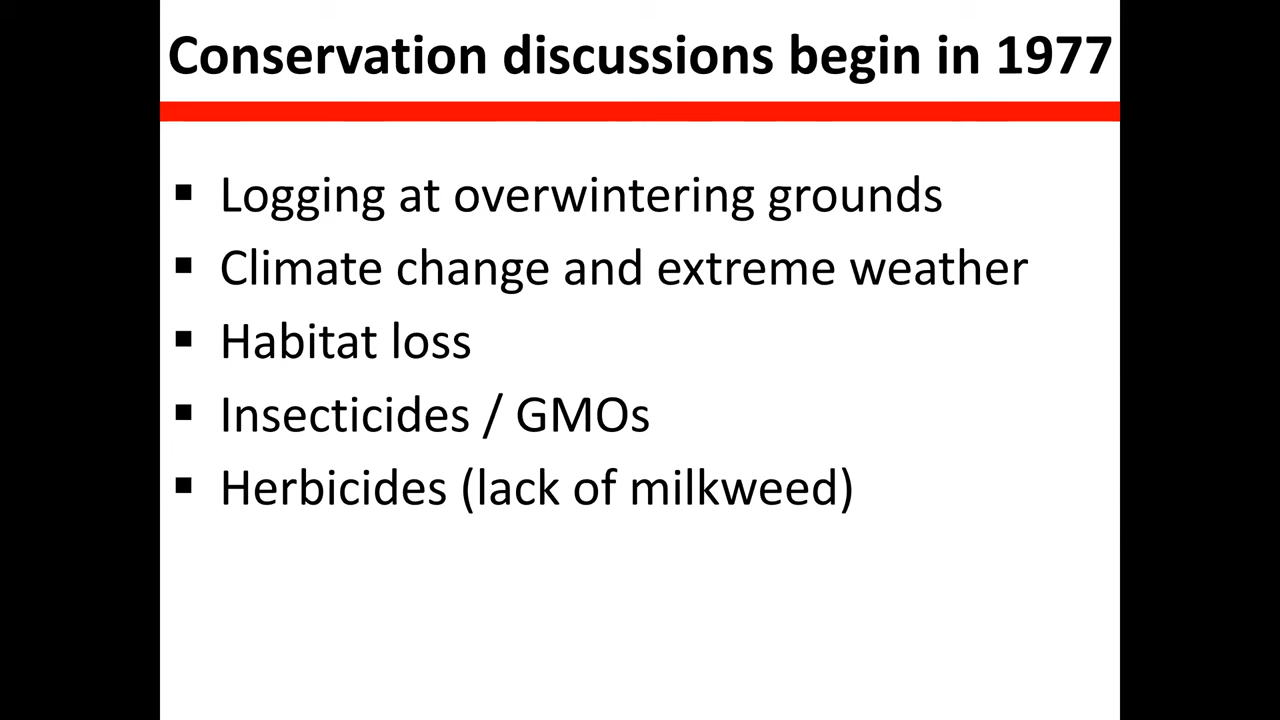 Conservation discussions begin in 1977
▪ Logging at overwintering grounds
▪ Climate change and extreme weather
▪ Habitat loss
▪ Insecticides / GMOs
▪ Herbicides (lack of milkweed)